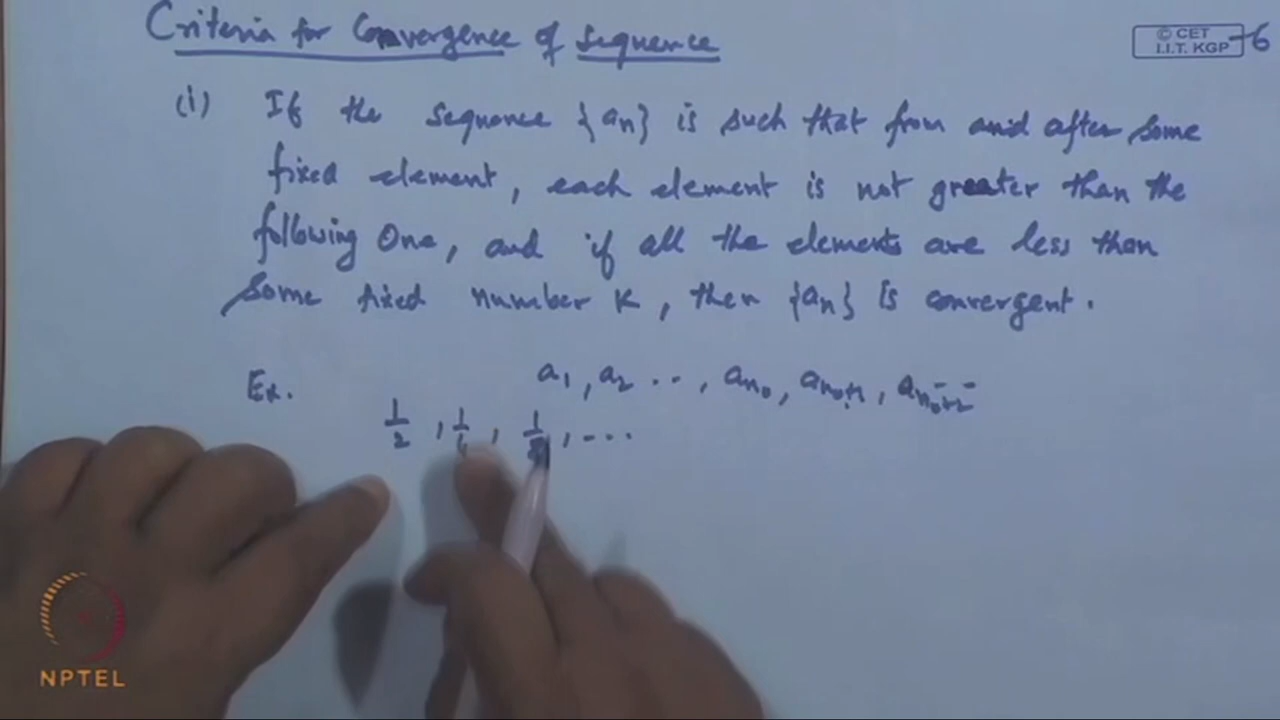 Criteria for Convergence of Sequence
© CET
I.I.T. KGP
-6
(i) If the sequence {an} is such that from and after some
fixed element, each element is not greater than the
following One, and if all the elements are less than
some fixed number K, then {an} is convergent.
Ex. a1, a2 ..., an0, an0+1, an0+2 --
1/2, 1/8, ....
NPTEL